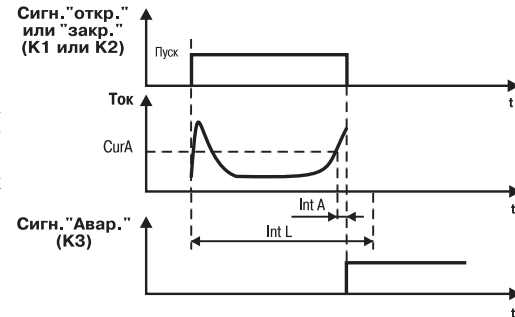 Сигн."откр."
или "закр."
(К1 или К2)
Пуск
t
Ток
CurA
Int A
t
Int L
Сигн."Авар."
(К3)
t